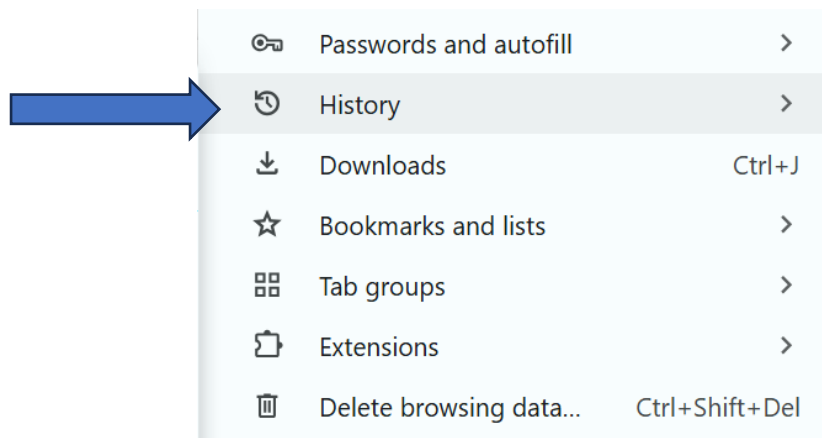 Passwords and autofill
History
Downloads Ctrl+J
Bookmarks and lists
Tab groups
Extensions
Delete browsing data... Ctrl+Shift+Del